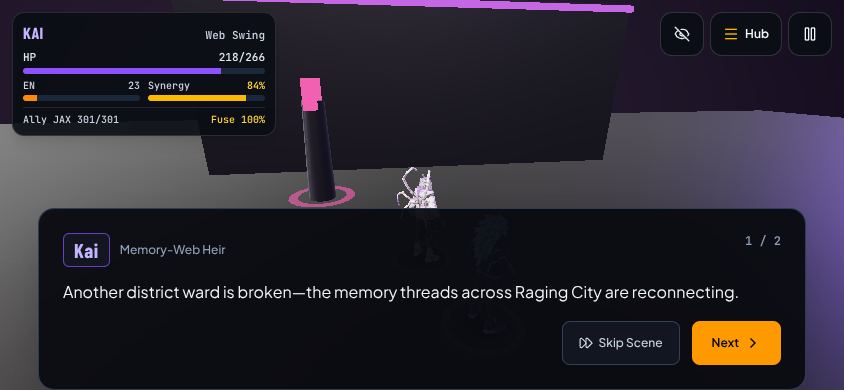 KAI Web Swing
HP 218/266
EN 23 Synergy 84%
Ally JAX 301/301 Fuse 100%
Hub
Kai Memory-Web Heir 1 / 2
Another district ward is broken—the memory threads across Raging City are reconnecting.
Skip Scene Next